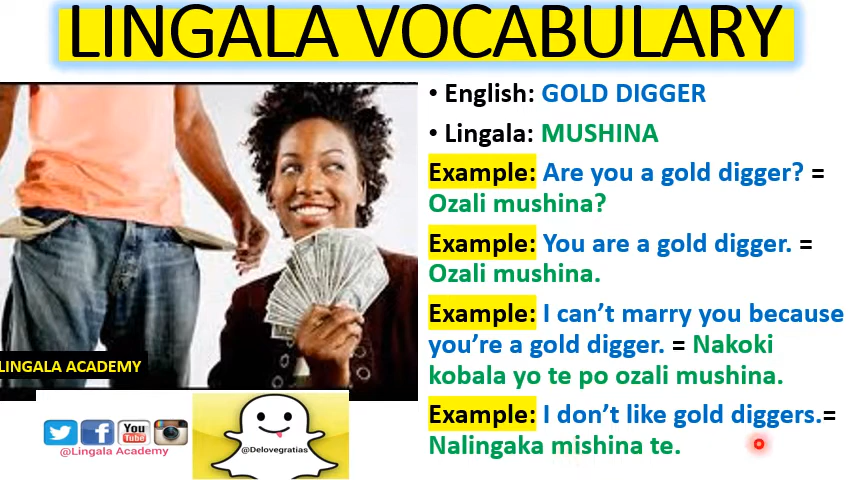 LINGALA VOCABULARY
• English: GOLD DIGGER
• Lingala: MUSHINA
Example: Are you a gold digger? =
Ozali mushina?
Example: You are a gold digger. =
Ozali mushina.
Example: I can't marry you because
you're a gold digger. = Nakoki
kobala yo te po ozali mushina.
Example: I don't like gold diggers.=
Nalingaka mishina te.
LINGALA ACADEMY
You
Tube
@Lingala Academy
@Delovegratias